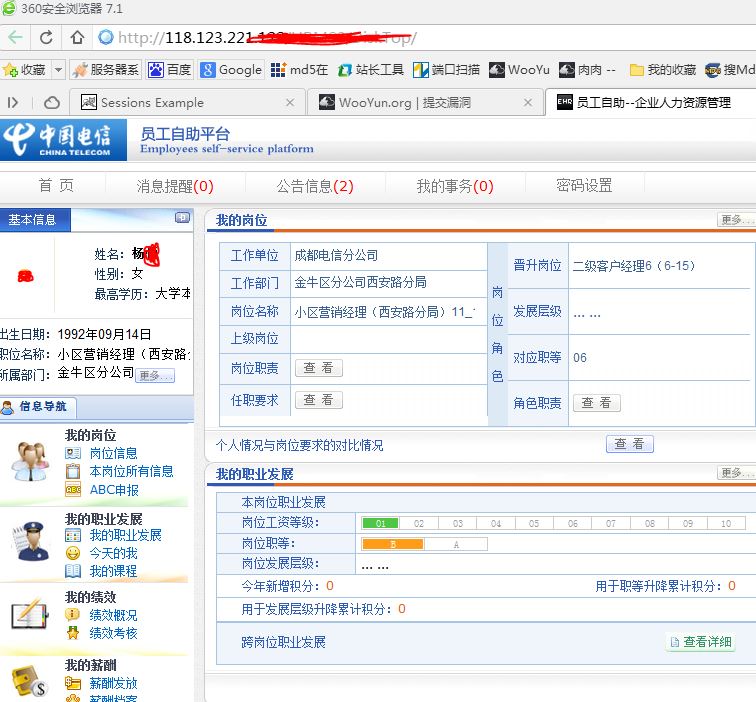 360安全浏览器 7.1
http://118.123.221.
收藏 服务器系 百度 Google md5在 站长工具 端口扫描 WooYu 肉肉 -- 我的收藏 搜Md
Sessions Example WooYun.org | 提交漏洞 EHR 员工自助--企业人力资源管理
中国电信 CHINA TELECOM
员工自助平台
Employees self-service platform
首 页 消息提醒(0) 公告信息(2) 我的事务(0) 密码设置
基本信息
姓名: 杨
性别: 女
最高学历: 大学本
出生日期: 1992年09月14日
职位名称: 小区营销经理（西安路分
所属部门: 金牛区分公司 更多...
信息导航
我的岗位
岗位信息
本岗位所有信息
ABC申报
我的职业发展
我的职业发展
今天的我
我的课程
我的绩效
绩效概况
绩效考核
我的薪酬
薪酬发放
薪酬档案
我的岗位 更多...
工作单位 成都电信分公司
工作部门 金牛区分公司西安路分局
岗位名称 小区营销经理（西安路分局）11_
上级岗位
岗位职责 查 看
任职要求 查 看
岗位角色
晋升岗位 二级客户经理6（6-15）
发展层级 ... ...
对应职等 06
角色职责 查 看
个人情况与岗位要求的对比情况 查 看
我的职业发展 更多...
本岗位职业发展
岗位工资等级: 01 02 03 04 05 06 07 08 09 10
岗位职等: B A
岗位发展层级: ... ...
今年新增积分: 0 用于职等升降累计积分: 0
用于发展层级升降累计积分: 0
跨岗位职业发展 查看详细